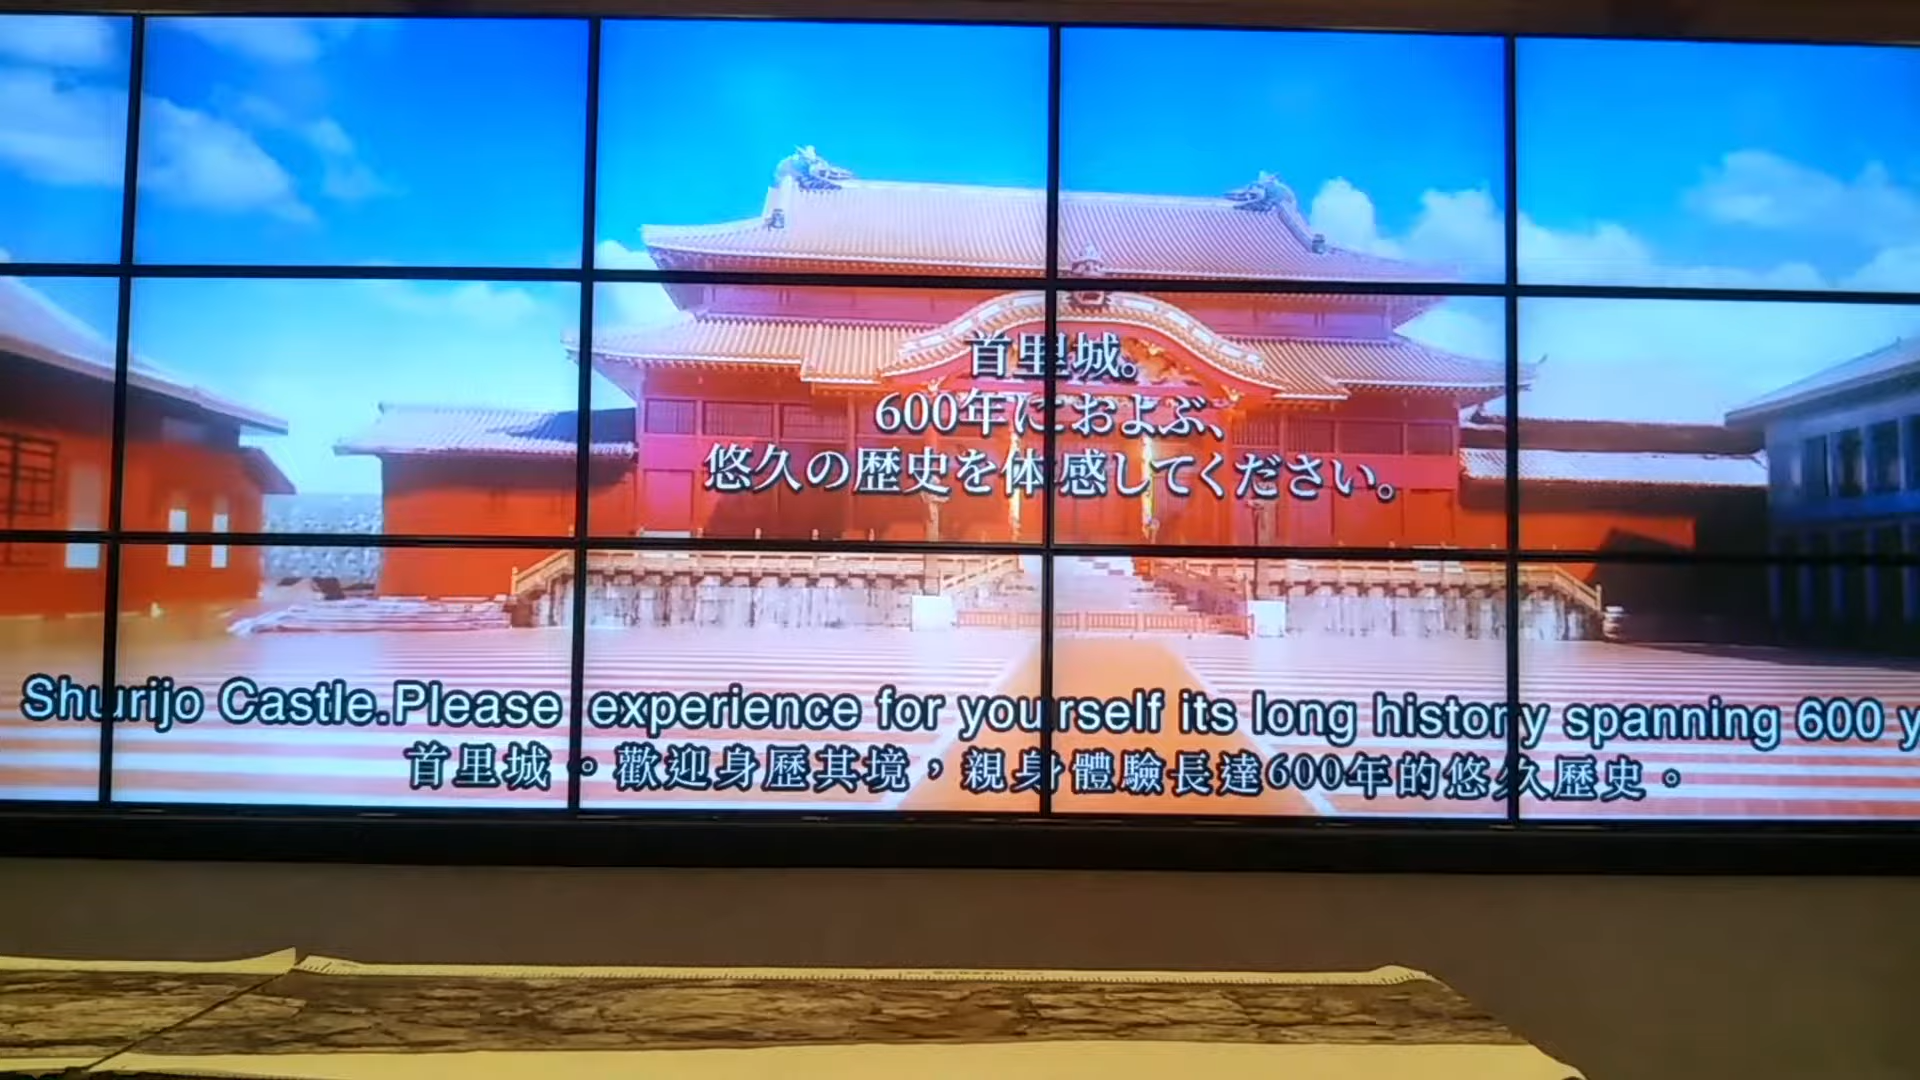 首里城。
600年におよぶ、
悠久の歴史を体感してください。
Shurijo Castle.Please experience for yourself its long history spanning 600 y
首里城。歡迎身歷其境，親身體驗長達600年的悠久歷史。